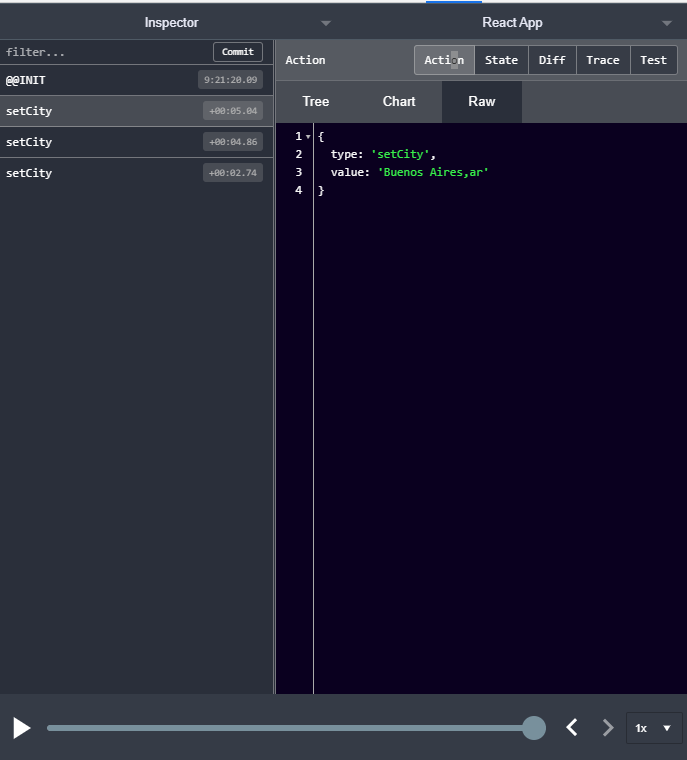 Inspector
React App
filter...
Commit
@@INIT
9:21:20.09
setCity
+00:05.04
setCity
+00:04.86
setCity
+00:02.74
Action
Action
State
Diff
Trace
Test
Tree
Chart
Raw
1 {
2 type: 'setCity',
3 value: 'Buenos Aires,ar'
4 }
1x